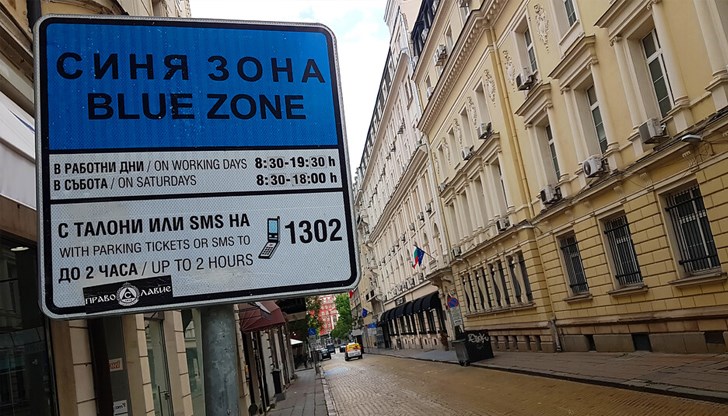 СИНЯ ЗОНА
BLUE ZONE
В РАБОТНИ ДНИ / ON WORKING DAYS 8:30-19:30 h
В СЪБОТА / ON SATURDAYS 8:30-18:00 h
С ТАЛОНИ ИЛИ SMS НА
WITH PARKING TICKETS OR SMS TO
ДО 2 ЧАСА / UP TO 2 HOURS
1302
ПРАВОСЛАВИЕ